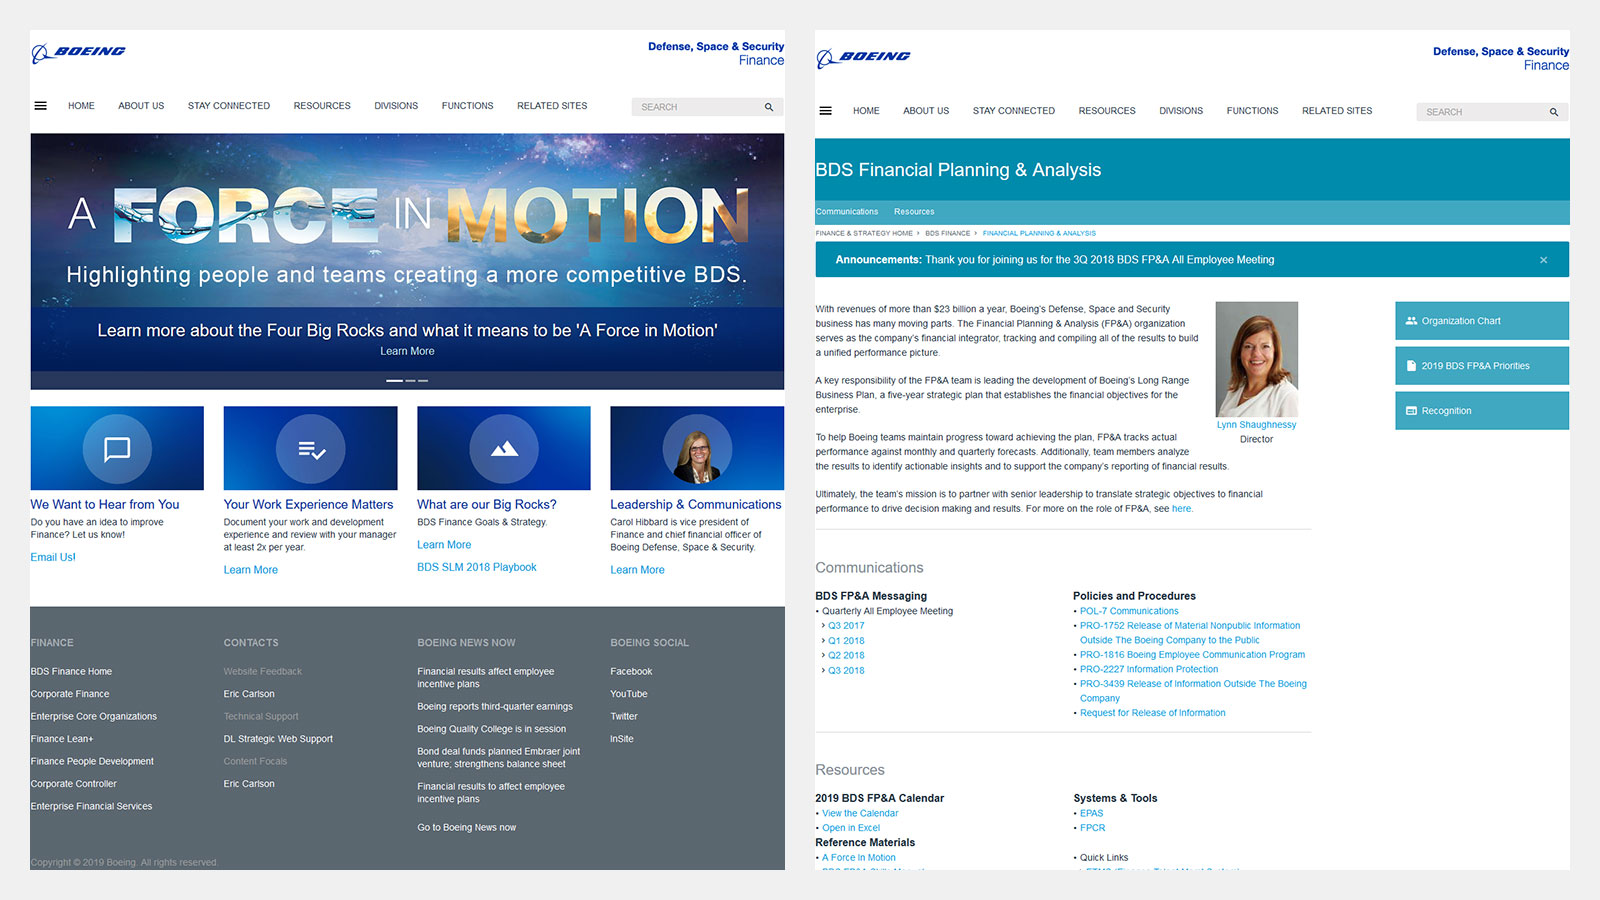 BOEING
Defense, Space & Security
Finance
HOME
ABOUT US
STAY CONNECTED
RESOURCES
DIVISIONS
FUNCTIONS
RELATED SITES
SEARCH
A FORCE IN MOTION
Highlighting people and teams creating a more competitive BDS.
Learn more about the Four Big Rocks and what it means to be 'A Force in Motion'
Learn More
We Want to Hear from You
Do you have an idea to improve
Finance? Let us know!
Email Us!
Your Work Experience Matters
Document your work and development
experience and review with your manager
at least 2x per year.
Learn More
What are our Big Rocks?
BDS Finance Goals & Strategy.
Learn More
BDS SLM 2018 Playbook
Leadership & Communications
Carol Hibbard is vice president of
Finance and chief financial officer of
Boeing Defense, Space & Security.
Learn More
FINANCE
BDS Finance Home
Corporate Finance
Enterprise Core Organizations
Finance Lean+
Finance People Development
Corporate Controller
Enterprise Financial Services
CONTACTS
Website Feedback
Eric Carlson
Technical Support
DL Strategic Web Support
Content Focals
Eric Carlson
BOEING NEWS NOW
Financial results affect employee
incentive plans
Boeing reports third-quarter earnings
Boeing Quality College is in session
Bond deal funds planned Embraer joint
venture; strengthens balance sheet
Financial results to affect employee
incentive plans
Go to Boeing News now
BOEING SOCIAL
Facebook
YouTube
Twitter
InSite
Copyright © 2019 Boeing. All rights reserved.
BOEING
Defense, Space & Security
Finance
HOME
ABOUT US
STAY CONNECTED
RESOURCES
DIVISIONS
FUNCTIONS
RELATED SITES
SEARCH
BDS Financial Planning & Analysis
Communications
Resources
FINANCE & STRATEGY HOME › BDS FINANCE › FINANCIAL PLANNING & ANALYSIS
Announcements: Thank you for joining us for the 3Q 2018 BDS FP&A All Employee Meeting
With revenues of more than $23 billion a year, Boeing's Defense, Space and Security
business has many moving parts. The Financial Planning & Analysis (FP&A) organization
serves as the company's financial integrator, tracking and compiling all of the results to build
a unified performance picture.
A key responsibility of the FP&A team is leading the development of Boeing's Long Range
Business Plan, a five-year strategic plan that establishes the financial objectives for the
enterprise.
To help Boeing teams maintain progress toward achieving the plan, FP&A tracks actual
performance against monthly and quarterly forecasts. Additionally, team members analyze
the results to identify actionable insights and to support the company's reporting of financial results.
Ultimately, the team's mission is to partner with senior leadership to translate strategic objectives to financial
performance to drive decision making and results. For more on the role of FP&A, see here.
Lynn Shaughnessy
Director
Organization Chart
2019 BDS FP&A Priorities
Recognition
Communications
BDS FP&A Messaging
• Quarterly All Employee Meeting
› Q3 2017
› Q1 2018
› Q2 2018
› Q3 2018
Policies and Procedures
• POL-7 Communications
• PRO-1752 Release of Material Nonpublic Information
Outside The Boeing Company to the Public
• PRO-1816 Boeing Employee Communication Program
• PRO-2227 Information Protection
• PRO-3439 Release of Information Outside The Boeing
Company
• Request for Release of Information
Resources
2019 BDS FP&A Calendar
• View the Calendar
• Open in Excel
Reference Materials
• A Force In Motion
Systems & Tools
• EPAS
• FPCR
• Quick Links